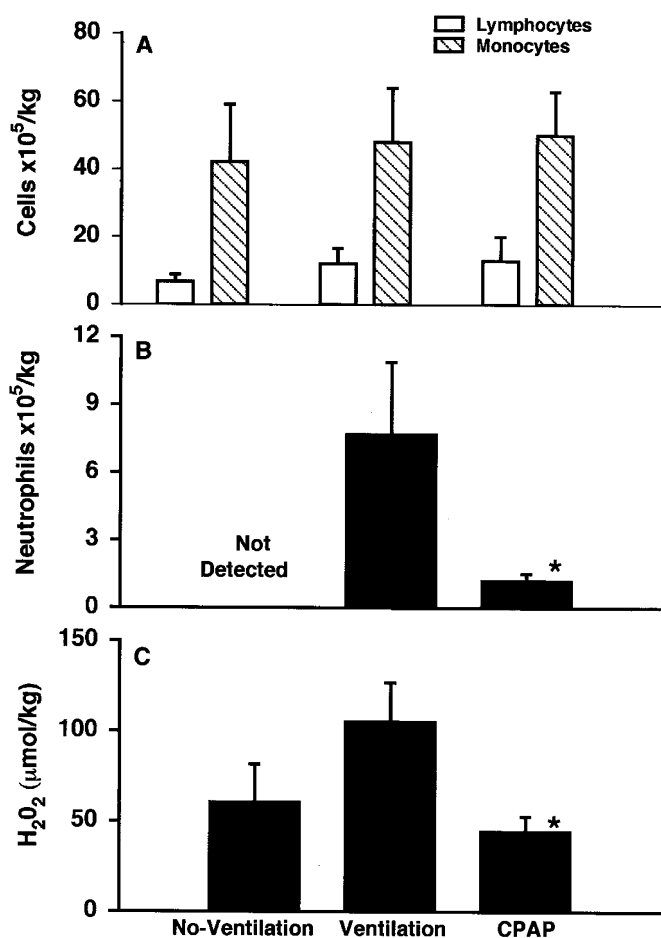 A
Lymphocytes
Monocytes
80
60
40
20
0
Cells x10⁵/kg
B
12
9
6
3
0
Neutrophils x10⁵/kg
Not
Detected
*
C
150
100
50
0
H₂0₂ (μmol/kg)
*
No-Ventilation Ventilation CPAP